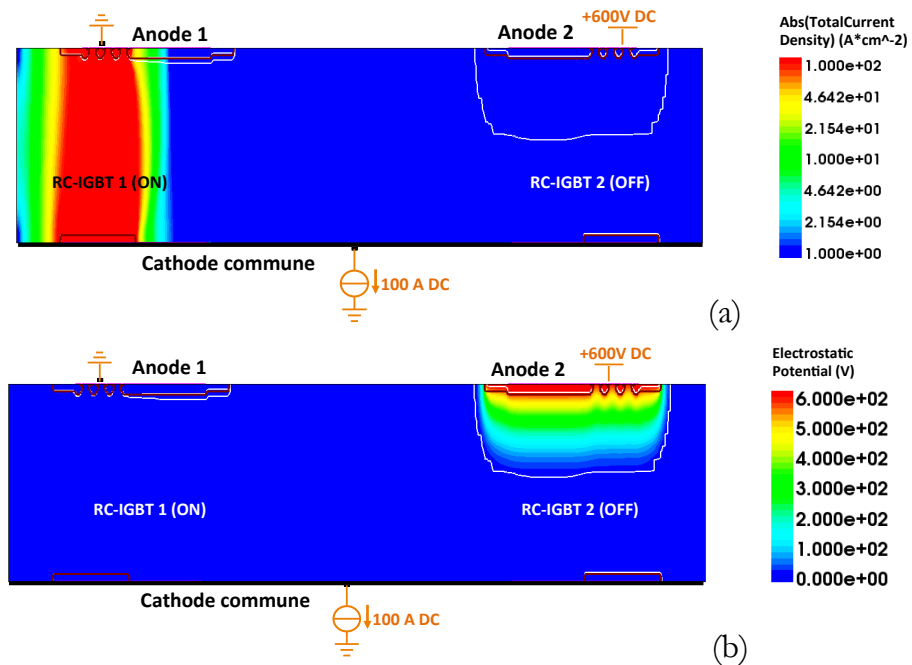 Anode 1
Anode 2
+600V DC
Abs(TotalCurrent
Density) (A*cm^-2)
1.000e+02
4.642e+01
2.154e+01
1.000e+01
4.642e+00
2.154e+00
1.000e+00
RC-IGBT 1 (ON)
RC-IGBT 2 (OFF)
Cathode commune
100 A DC
(a)
Anode 1
Anode 2
+600V DC
Electrostatic
Potential (V)
6.000e+02
5.000e+02
4.000e+02
3.000e+02
2.000e+02
1.000e+02
0.000e+00
RC-IGBT 1 (ON)
RC-IGBT 2 (OFF)
Cathode commune
100 A DC
(b)